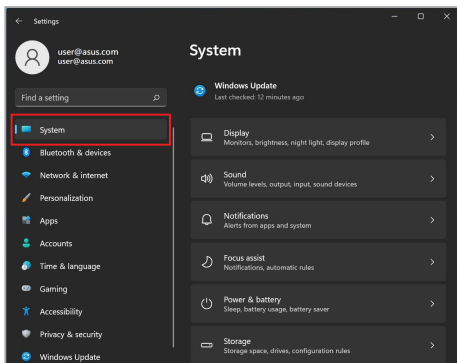 Settings
user@asus.com
user@asus.com
Find a setting
System
Bluetooth & devices
Network & internet
Personalization
Apps
Accounts
Time & language
Gaming
Accessibility
Privacy & security
Windows Update
System
Windows Update
Last checked: 12 minutes ago
Display
Monitors, brightness, night light, display profile
Sound
Volume levels, output, input, sound devices
Notifications
Alerts from apps and system
Focus assist
Notifications, automatic rules
Power & battery
Sleep, battery usage, battery saver
Storage
Storage space, drives, configuration rules